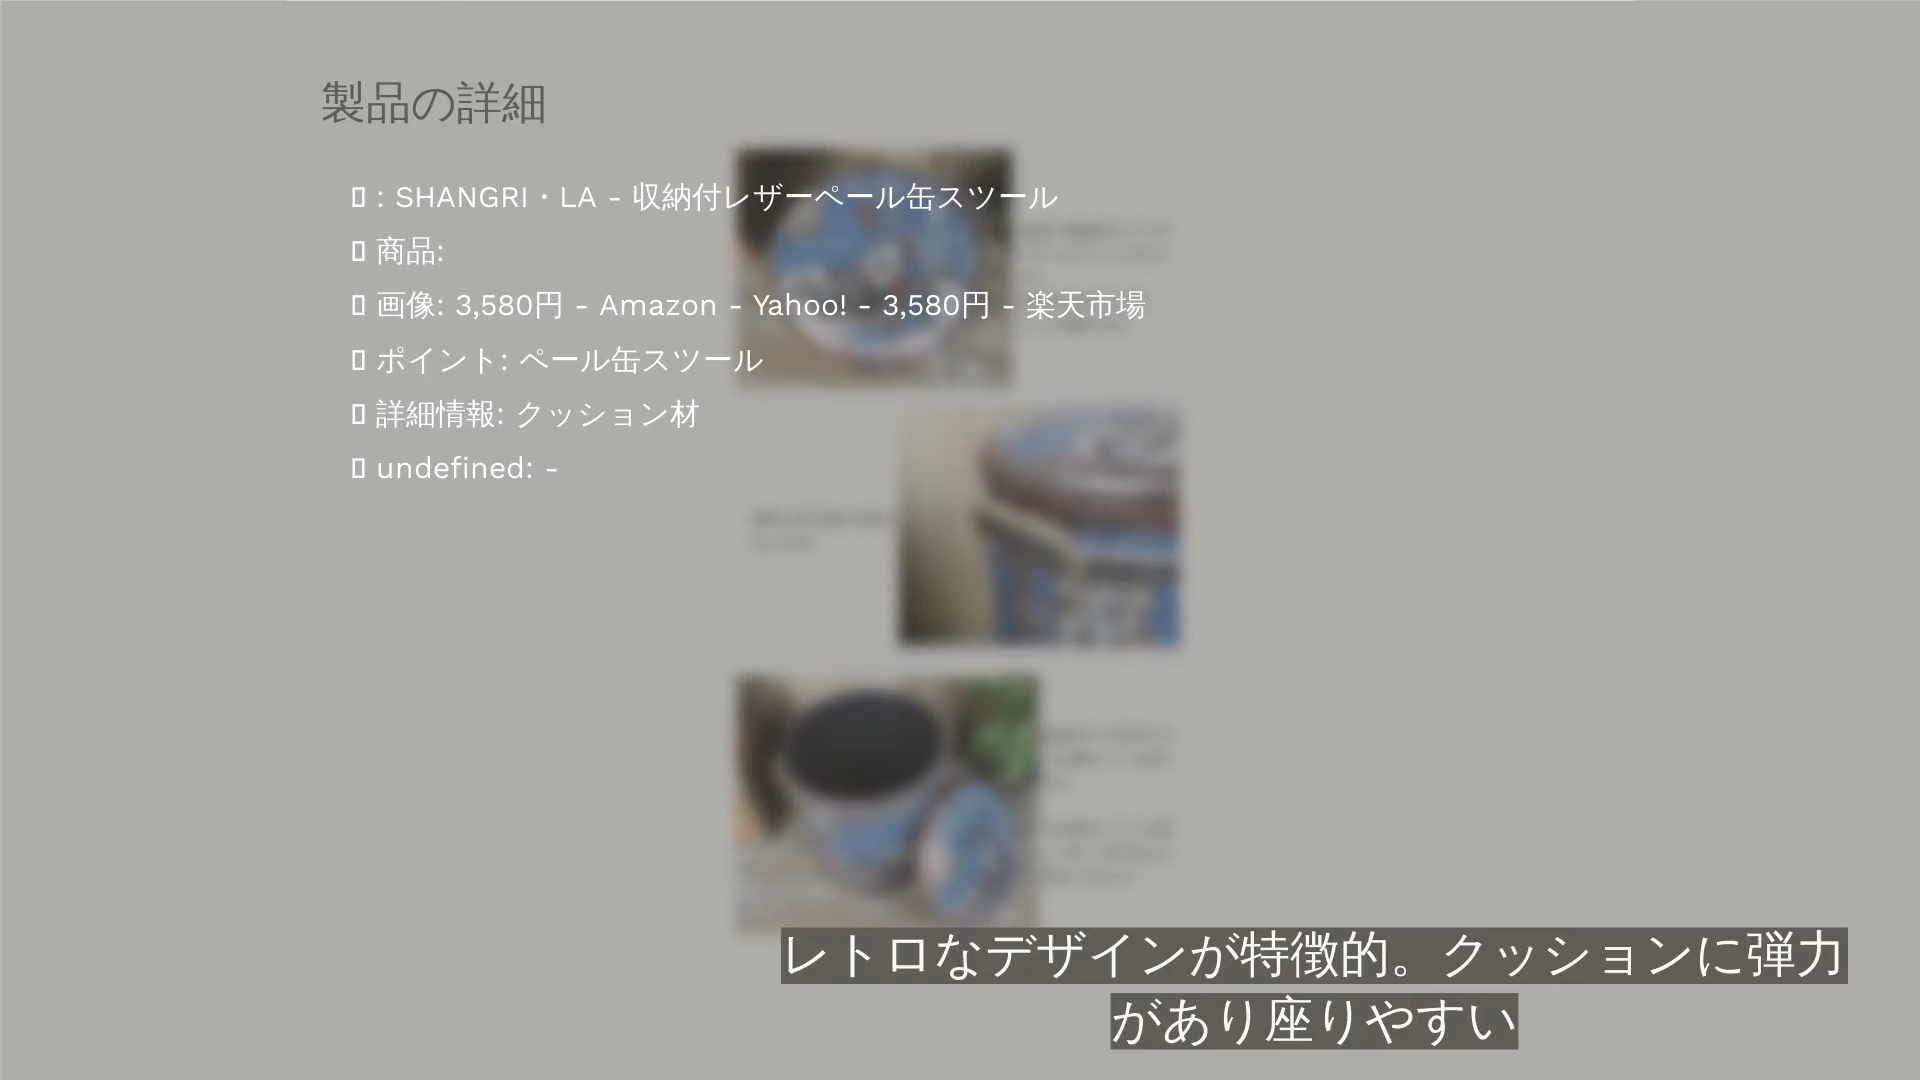 製品の詳細
▯ : SHANGRI・LA - 収納付レザーペール缶スツール
▯ 商品:
▯ 画像: 3,580円 - Amazon - Yahoo! - 3,580円 - 楽天市場
▯ ポイント: ペール缶スツール
▯ 詳細情報: クッション材
▯ undefined: -
レトロなデザインが特徴的。クッションに弾力
があり座りやすい